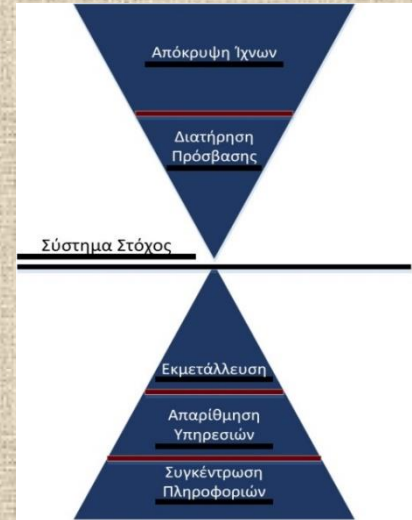 Απόκρυψη Ίχνων
Διατήρηση
Πρόσβασης
Σύστημα Στόχος
Εκμετάλλευση
Απαρίθμηση
Υπηρεσιών
Συγκέντρωση
Πληροφοριών